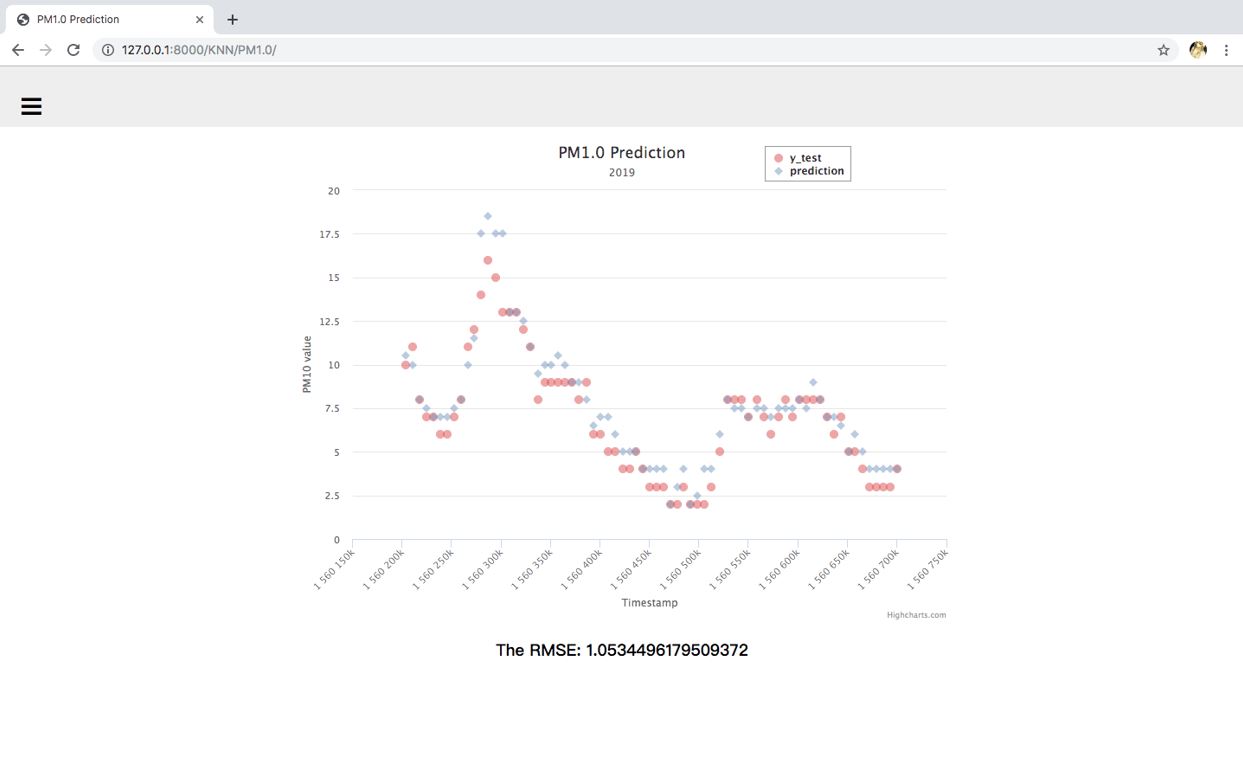 PM1.0 Prediction
127.0.0.1:8000/KNN/PM1.0/
PM1.0 Prediction
2019
y_test
prediction
PM10 value
20
17.5
15
12.5
10
7.5
5
2.5
0
1 560 150k
1 560 200k
1 560 250k
1 560 300k
1 560 350k
1 560 400k
1 560 450k
1 560 500k
1 560 550k
1 560 600k
1 560 650k
1 560 700k
1 560 750k
Timestamp
Highcharts.com
The RMSE: 1.0534496179509372